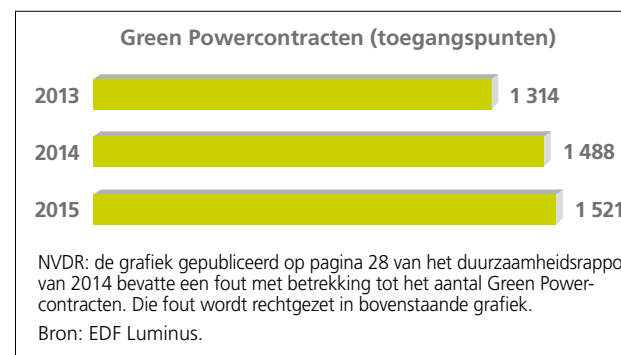 Green Powercontracten (toegangspunten)
2013 1 314
2014 1 488
2015 1 521
NVDR: de grafiek gepubliceerd op pagina 28 van het duurzaamheidsrappo
van 2014 bevatte een fout met betrekking tot het aantal Green Power-
contracten. Die fout wordt rechtgezet in bovenstaande grafiek.
Bron: EDF Luminus.